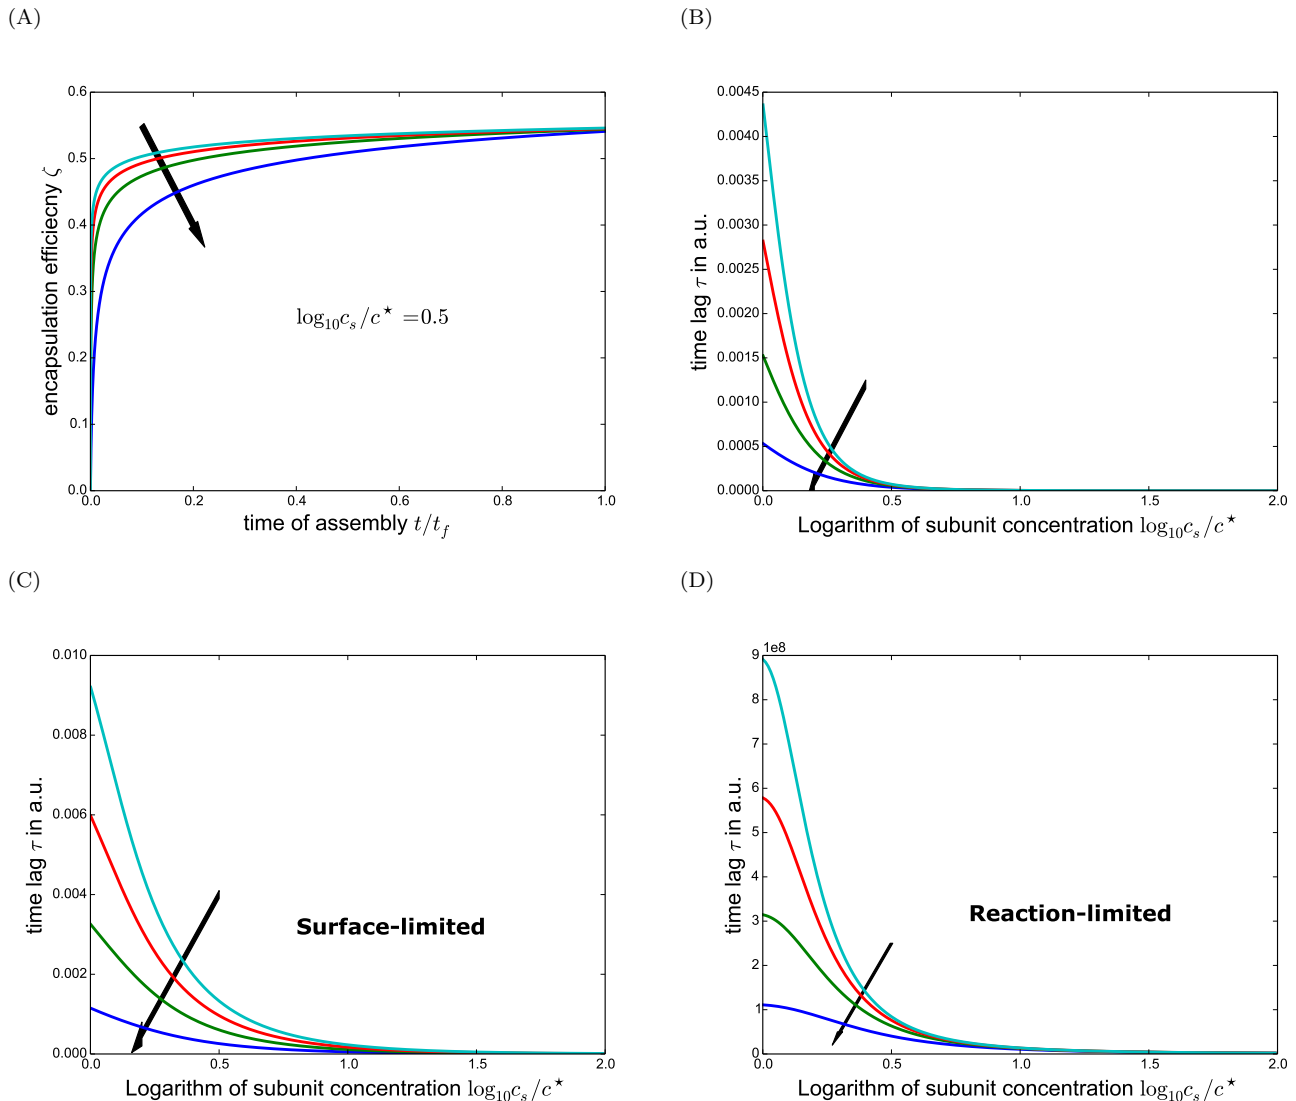 (A)
(B)
0.6
0.5
0.4
0.3
0.2
0.1
0.0
encapsulation efficiecny ζ
log₁₀cₛ/c⋆ =0.5
0.0 0.2 0.4 0.6 0.8 1.0
time of assembly t/t_f
0.0045
0.0040
0.0035
0.0030
0.0025
0.0020
0.0015
0.0010
0.0005
0.0000
time lag τ in a.u.
0.0 0.5 1.0 1.5 2.0
Logarithm of subunit concentration log₁₀cₛ/c⋆
(C)
(D)
0.010
0.008
0.006
0.004
0.002
0.000
time lag τ in a.u.
Surface-limited
0.0 0.5 1.0 1.5 2.0
Logarithm of subunit concentration log₁₀cₛ/c⋆
1e8
9
8
7
6
5
4
3
2
1
0
time lag τ in a.u.
Reaction-limited
0.0 0.5 1.0 1.5 2.0
Logarithm of subunit concentration log₁₀cₛ/c⋆